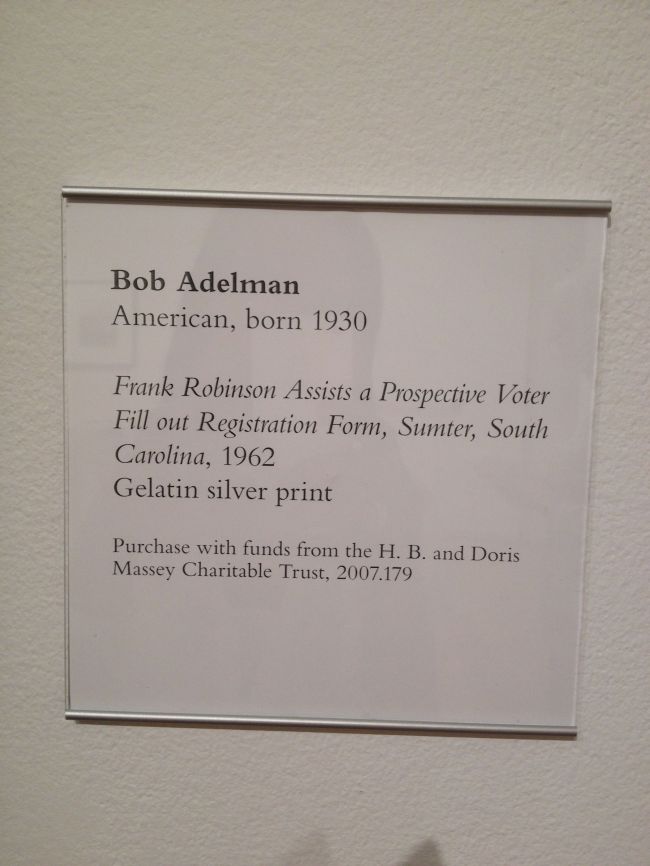 Bob Adelman
American, born 1930
Frank Robinson Assists a Prospective Voter
Fill out Registration Form, Sumter, South
Carolina, 1962
Gelatin silver print
Purchase with funds from the H. B. and Doris
Massey Charitable Trust, 2007.179